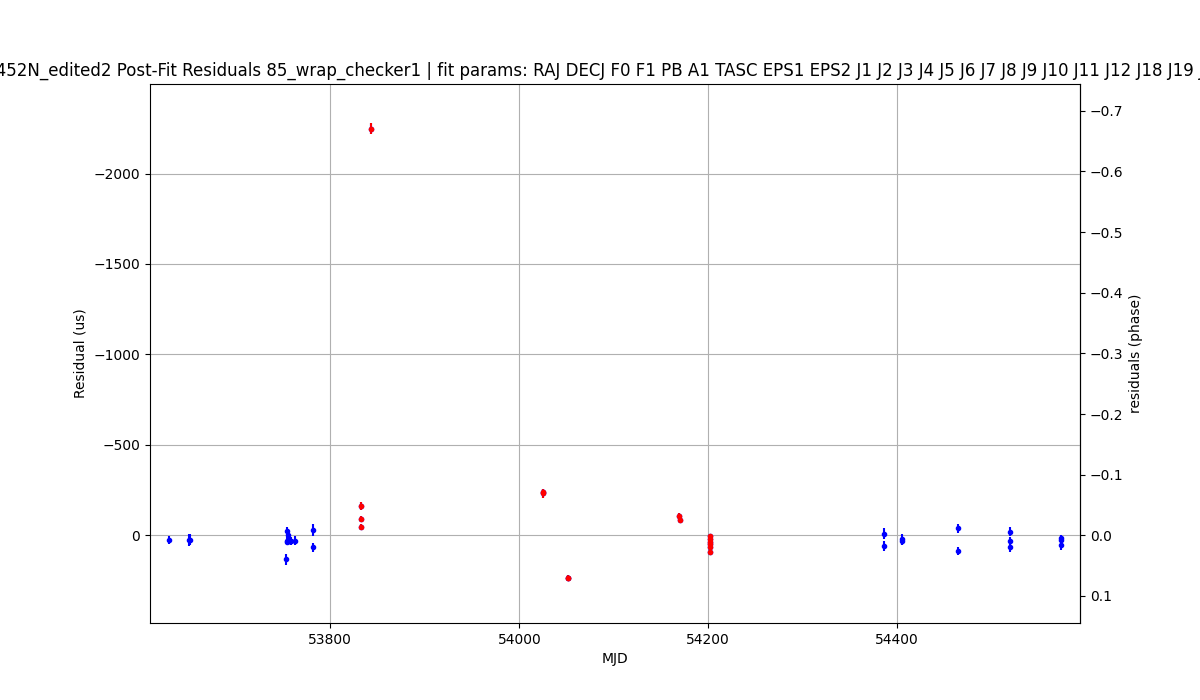 452N_edited2 Post-Fit Residuals 85_wrap_checker1 | fit params: RAJ DECJ F0 F1 PB A1 TASC EPS1 EPS2 J1 J2 J3 J4 J5 J6 J7 J8 J9 J10 J11 J12 J18 J19
Residual (us)
−2000
−1500
−1000
−500
0
−0.7
−0.6
−0.5
−0.4
−0.3
−0.2
−0.1
0.0
0.1
residuals (phase)
53800 54000 54200 54400
MJD